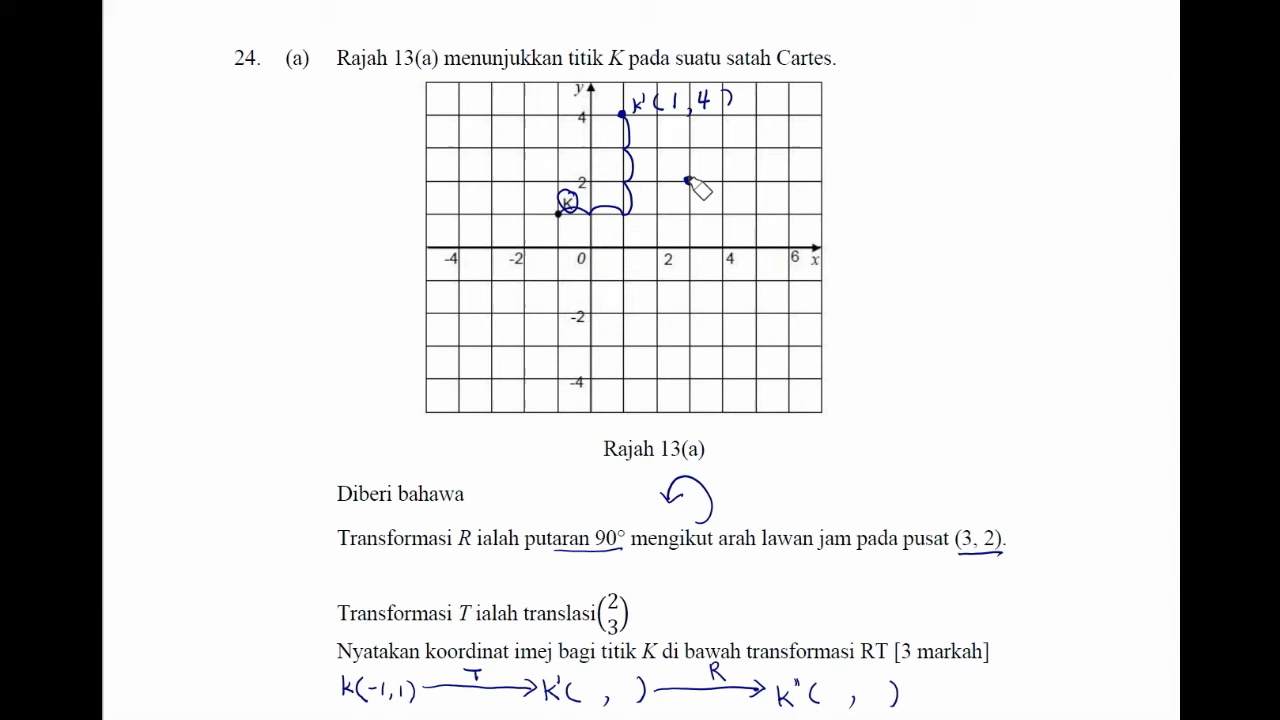 24. (a) Rajah 13(a) menunjukkan titik K pada suatu satah Cartes.
y
K'(1,4)
4
2
K
-4 -2 0 2 4 6 x
-2
-4
Rajah 13(a)
Diberi bahawa
Transformasi R ialah putaran 90° mengikut arah lawan jam pada pusat (3, 2).
Transformasi T ialah translasi(2
3)
Nyatakan koordinat imej bagi titik K di bawah transformasi RT [3 markah]
K(-1,1) T K'( , ) R K"( , )